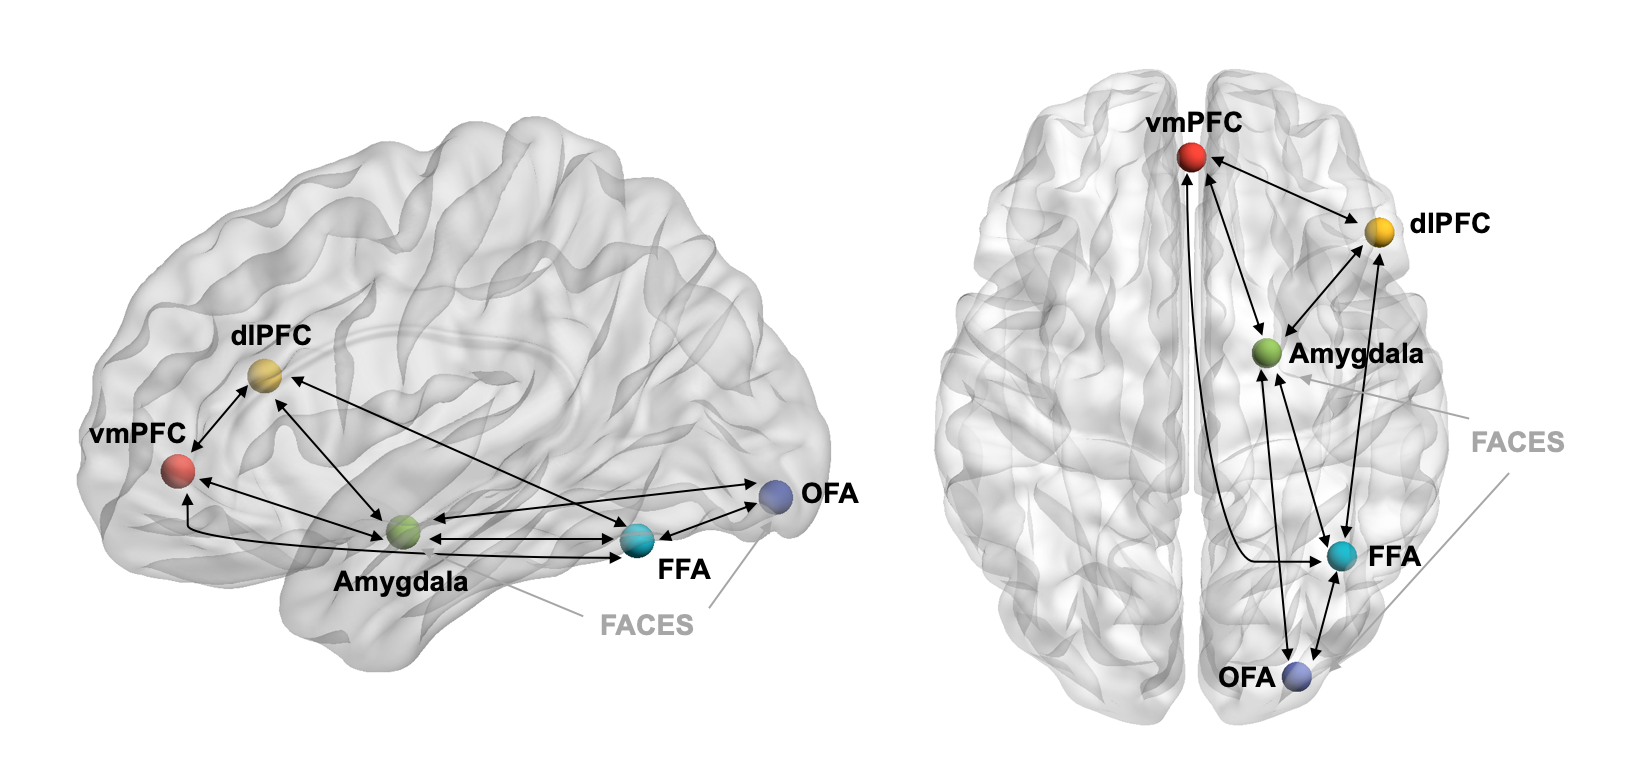 dlPFC
vmPFC
OFA
FFA
Amygdala
FACES
vmPFC
dlPFC
Amygdala
FACES
FFA
OFA